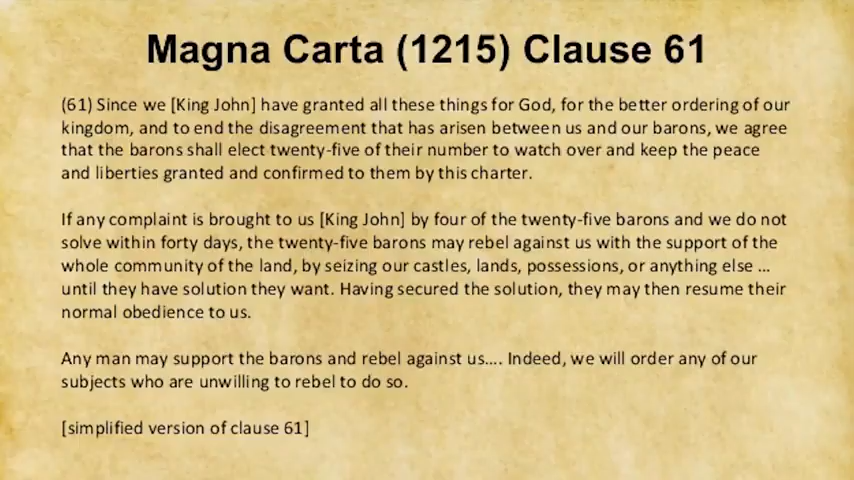 Magna Carta (1215) Clause 61
(61) Since we [King John] have granted all these things for God, for the better ordering of our
kingdom, and to end the disagreement that has arisen between us and our barons, we agree
that the barons shall elect twenty-five of their number to watch over and keep the peace
and liberties granted and confirmed to them by this charter.
If any complaint is brought to us [King John] by four of the twenty-five barons and we do not
solve within forty days, the twenty-five barons may rebel against us with the support of the
whole community of the land, by seizing our castles, lands, possessions, or anything else ...
until they have solution they want. Having secured the solution, they may then resume their
normal obedience to us.
Any man may support the barons and rebel against us.... Indeed, we will order any of our
subjects who are unwilling to rebel to do so.
[simplified version of clause 61]